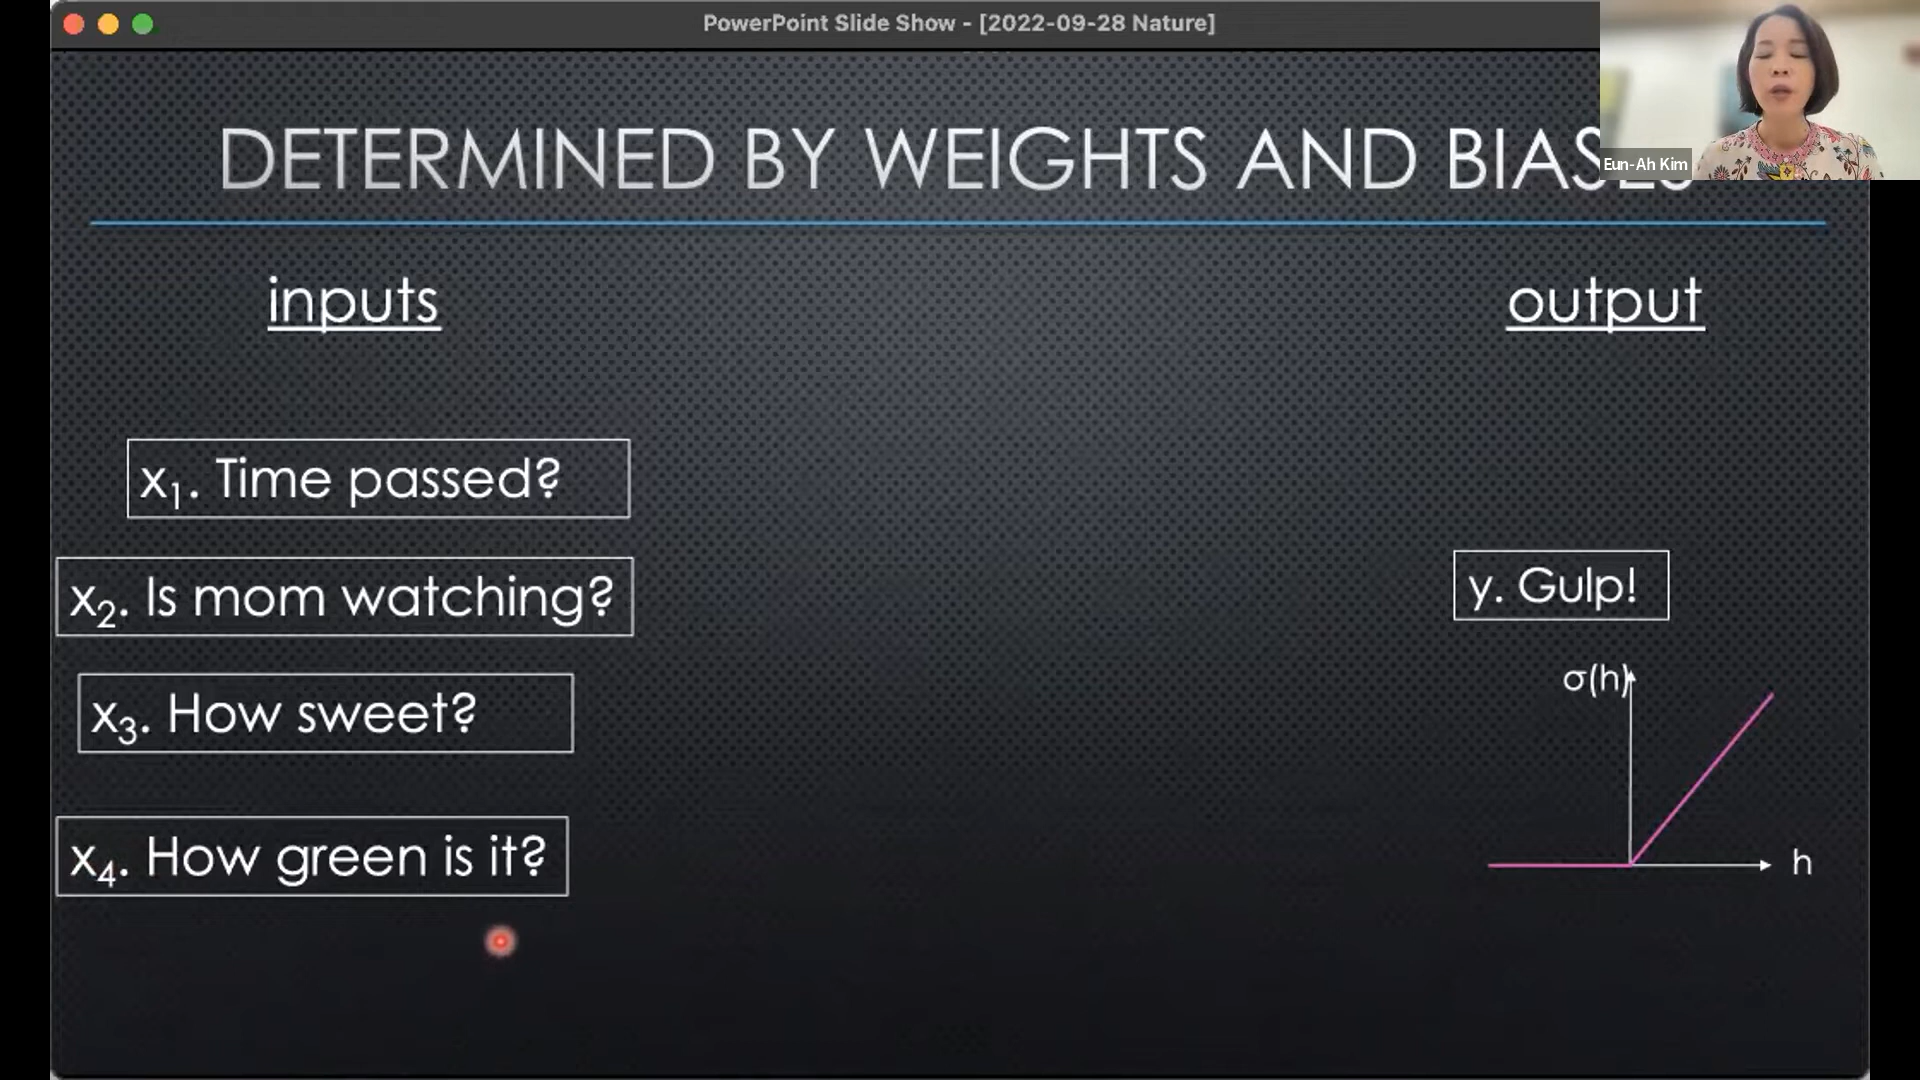 PowerPoint Slide Show - [2022-09-28 Nature]
Eun-Ah Kim
DETERMINED BY WEIGHTS AND BIASES
inputs
output
x₁. Time passed?
x₂. Is mom watching?
y. Gulp!
x₃. How sweet?
σ(h)
x₄. How green is it?
h